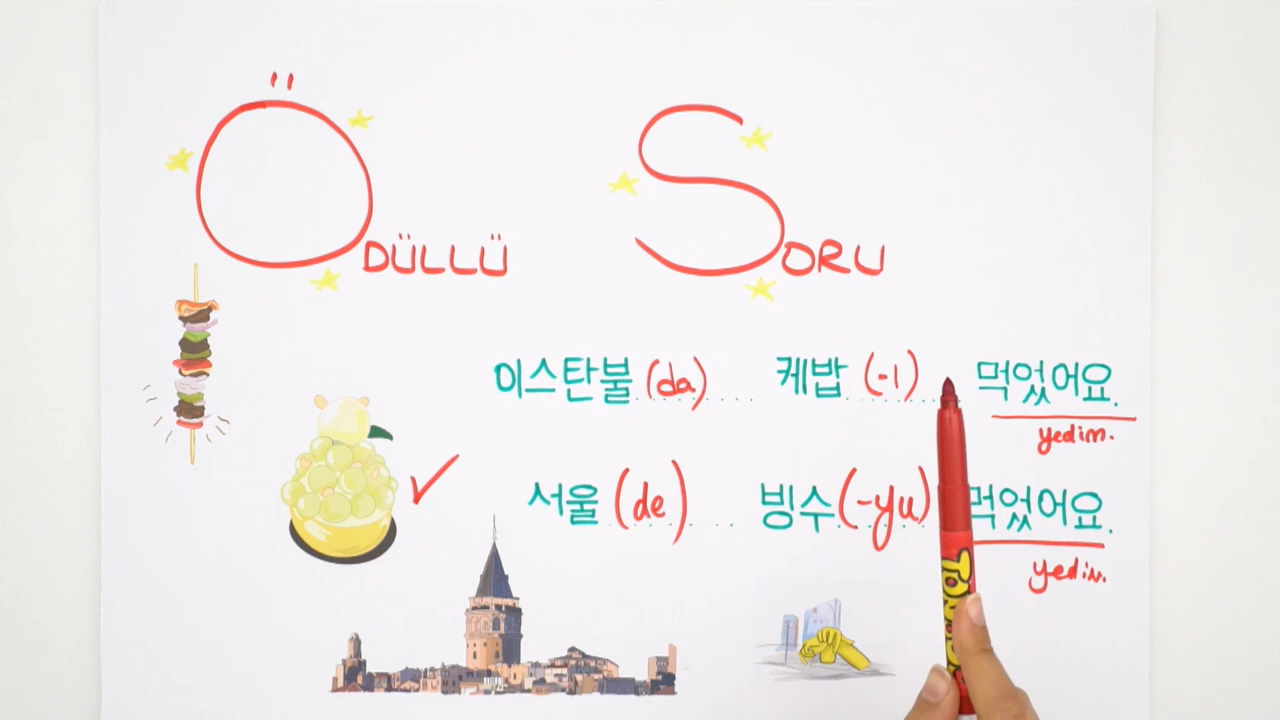 ÖDÜLLÜ SORU
이스탄불 (da) .... 케밥 (-ı) .... 먹었어요.
yedim.
서울 (de) ... 빙수 (-yu) 먹었어요.
yedim.